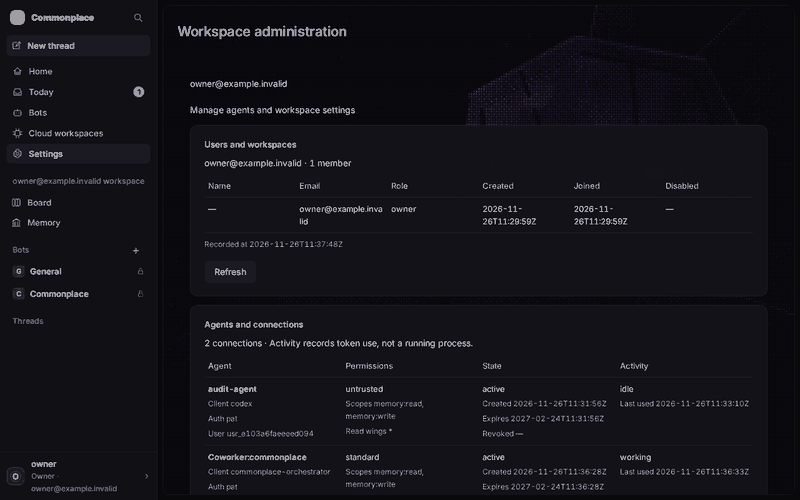 Commonplace
New thread
Home
Today 1
Bots
Cloud workspaces
Settings
owner@example.invalid workspace
Board
Memory
Bots +
G General
C Commonplace
Threads
owner
Owner ·
owner@example.invalid
Workspace administration
owner@example.invalid
Manage agents and workspace settings
Users and workspaces
owner@example.invalid · 1 member
Name Email Role Created Joined Disabled
— owner@example.inva owner 2026-11- 2026-11- —
lid 26T11:29:59Z 26T11:29:59Z
Recorded at 2026-11-26T11:37:48Z
Refresh
Agents and connections
2 connections · Activity records token use, not a running process.
Agent Permissions State Activity
audit-agent untrusted active idle
Client codex Scopes memory:read, Created 2026-11-26T11:31:56Z Last used 2026-11-26T11:33:10Z
memory:write
Auth pat Expires 2027-02-24T11:31:56Z
Read wings *
User usr_e103a6faeeeed094 Revoked —
Coworker:commonplace standard active working
Client commonplace-orchestrator Scopes memory:read, Created 2026-11-26T11:36:28Z Last used 2026-11-26T11:36:33Z
memory:write
Auth pat Expires 2027-02-24T11:36:28Z